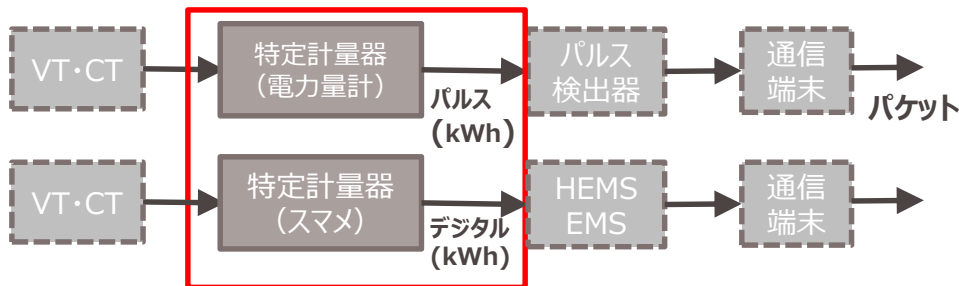 VT・CT
特定計量器
（電力量計）
パルス
(kWh)
パルス
検出器
通信
端末
パケット
VT・CT
特定計量器
（スマメ）
デジタル
(kWh)
HEMS
EMS
通信
端末